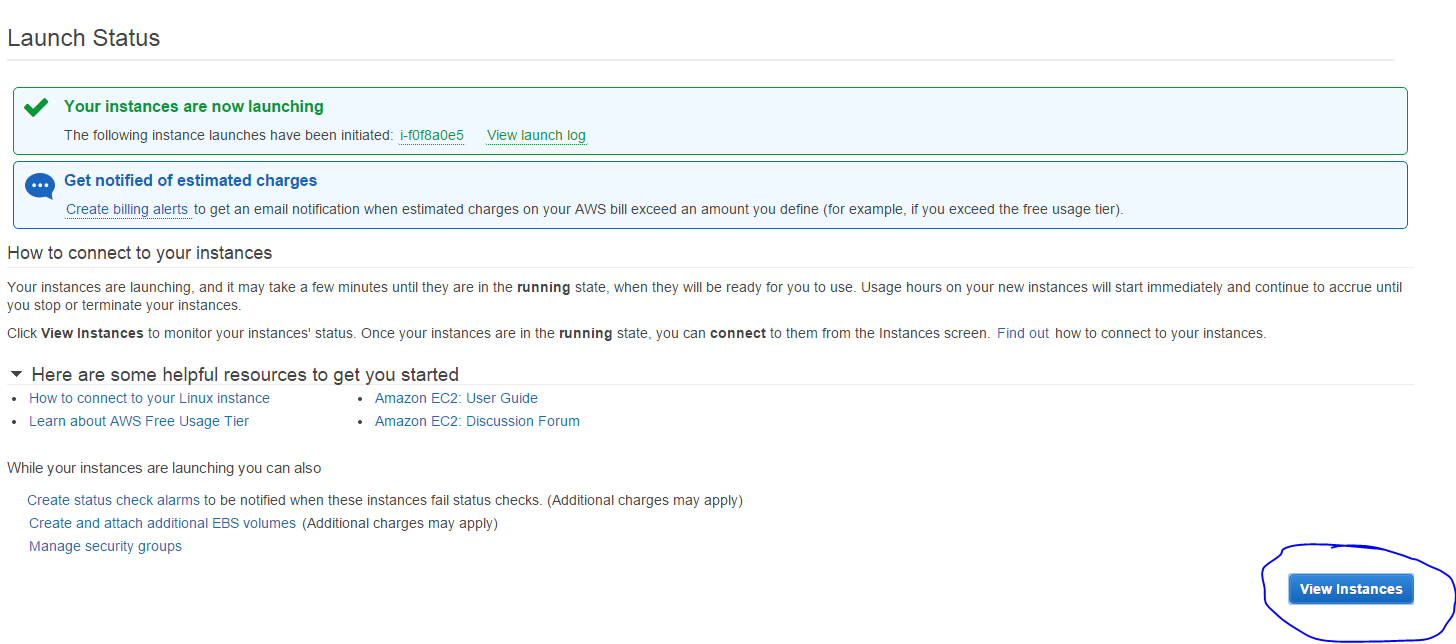 Launch Status
Your instances are now launching
The following instance launches have been initiated: i-f0f8a0e5 View launch log
Get notified of estimated charges
Create billing alerts to get an email notification when estimated charges on your AWS bill exceed an amount you define (for example, if you exceed the free usage tier).
How to connect to your instances
Your instances are launching, and it may take a few minutes until they are in the running state, when they will be ready for you to use. Usage hours on your new instances will start immediately and continue to accrue until
you stop or terminate your instances.
Click View Instances to monitor your instances' status. Once your instances are in the running state, you can connect to them from the Instances screen. Find out how to connect to your instances.
Here are some helpful resources to get you started
How to connect to your Linux instance
Learn about AWS Free Usage Tier
Amazon EC2: User Guide
Amazon EC2: Discussion Forum
While your instances are launching you can also
Create status check alarms to be notified when these instances fail status checks. (Additional charges may apply)
Create and attach additional EBS volumes (Additional charges may apply)
Manage security groups
View Instances